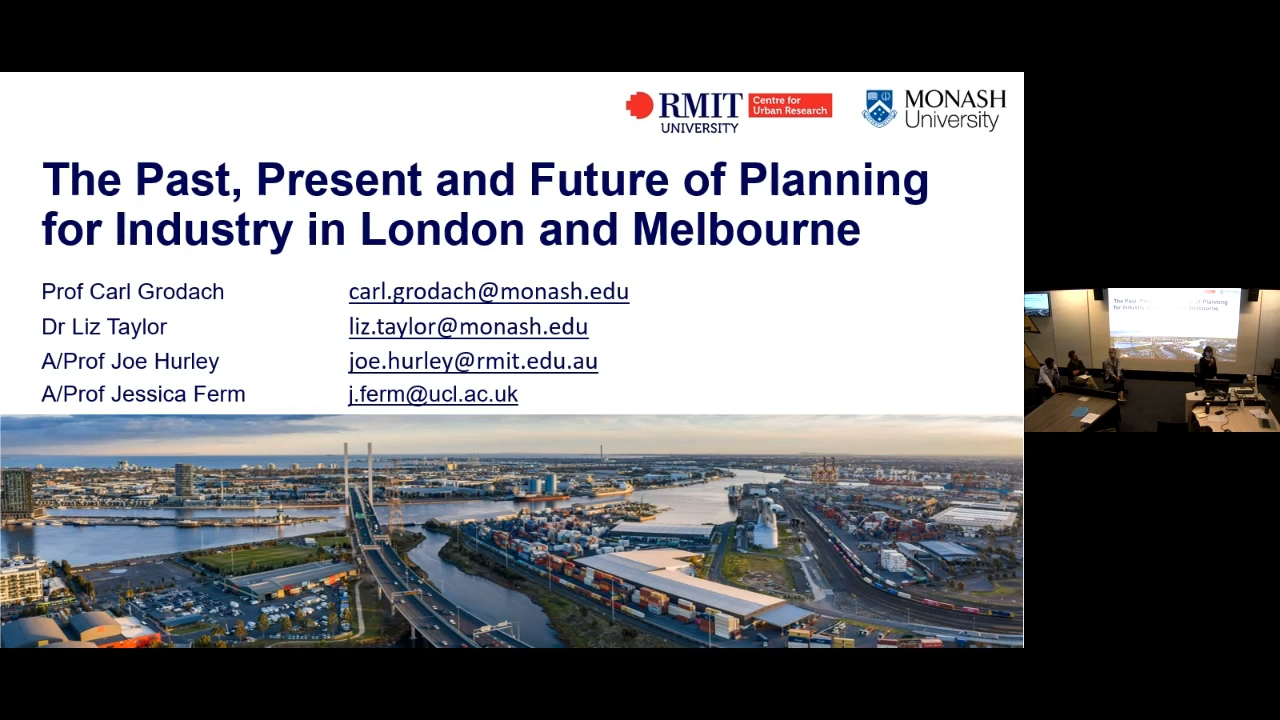 RMIT
UNIVERSITY
Centre for
Urban Research
MONASH
University
The Past, Present and Future of Planning
for Industry in London and Melbourne
Prof Carl Grodach carl.grodach@monash.edu
Dr Liz Taylor liz.taylor@monash.edu
A/Prof Joe Hurley joe.hurley@rmit.edu.au
A/Prof Jessica Ferm j.ferm@ucl.ac.uk